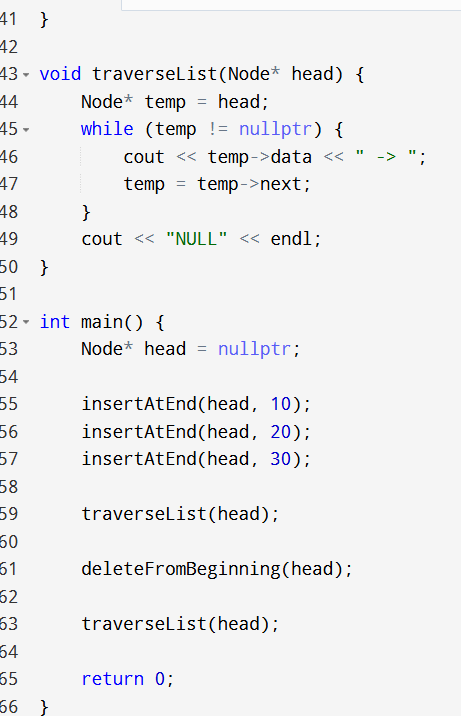 41 }
42
43 void traverseList(Node* head) {
44     Node* temp = head;
45     while (temp != nullptr) {
46         cout << temp->data << " -> ";
47         temp = temp->next;
48     }
49     cout << "NULL" << endl;
50 }
51
52 int main() {
53     Node* head = nullptr;
54
55     insertAtEnd(head, 10);
56     insertAtEnd(head, 20);
57     insertAtEnd(head, 30);
58
59     traverseList(head);
60
61     deleteFromBeginning(head);
62
63     traverseList(head);
64
65     return 0;
66 }